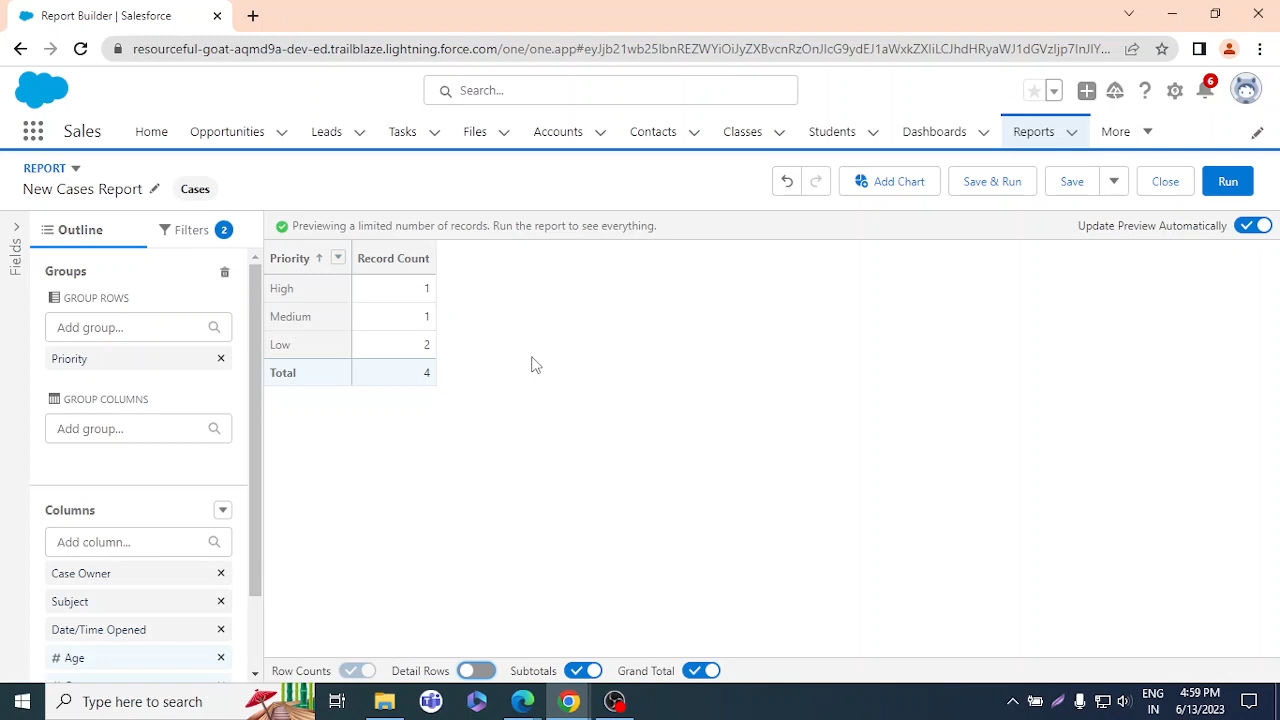 Report Builder | Salesforce
resourceful-goat-aqmd9a-dev-ed.trailblaze.lightning.force.com/one/one.app#
Search...
6
Sales
Home
Opportunities
Leads
Tasks
Files
Accounts
Contacts
Classes
Students
Dashboards
Reports
More
REPORT
New Cases Report
Cases
Add Chart
Save & Run
Save
Close
Run
Fields
Outline
Filters 2
Previewing a limited number of records. Run the report to see everything.
Update Preview Automatically
Groups
GROUP ROWS
Add group...
Priority
GROUP COLUMNS
Add group...
Columns
Add column...
Case Owner
Subject
Date/Time Opened
# Age
Priority ↑ Record Count
High 1
Medium 1
Low 2
Total 4
Row Counts
Detail Rows
Subtotals
Grand Total
Type here to search
ENG
IN
4:59 PM
6/13/2023